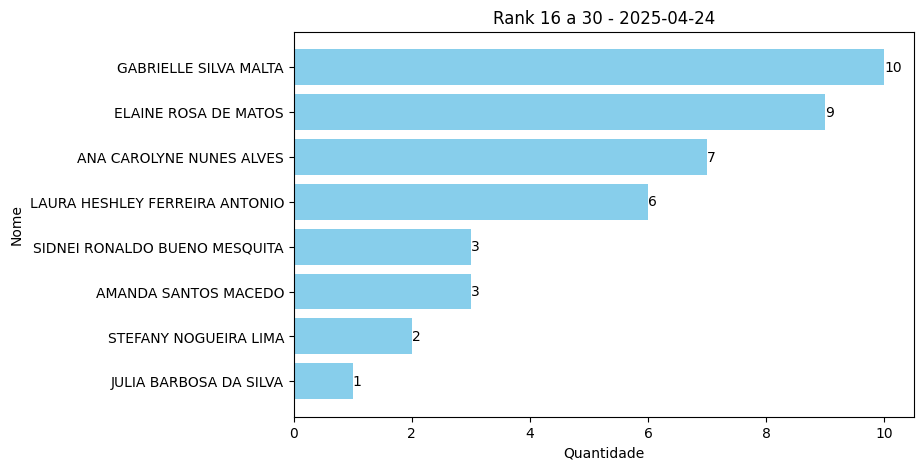 Rank 16 a 30 - 2025-04-24
GABRIELLE SILVA MALTA 10
ELAINE ROSA DE MATOS 9
ANA CAROLYNE NUNES ALVES 7
LAURA HESHLEY FERREIRA ANTONIO 6
SIDNEI RONALDO BUENO MESQUITA 3
AMANDA SANTOS MACEDO 3
STEFANY NOGUEIRA LIMA 2
JULIA BARBOSA DA SILVA 1
Nome
0 2 4 6 8 10
Quantidade